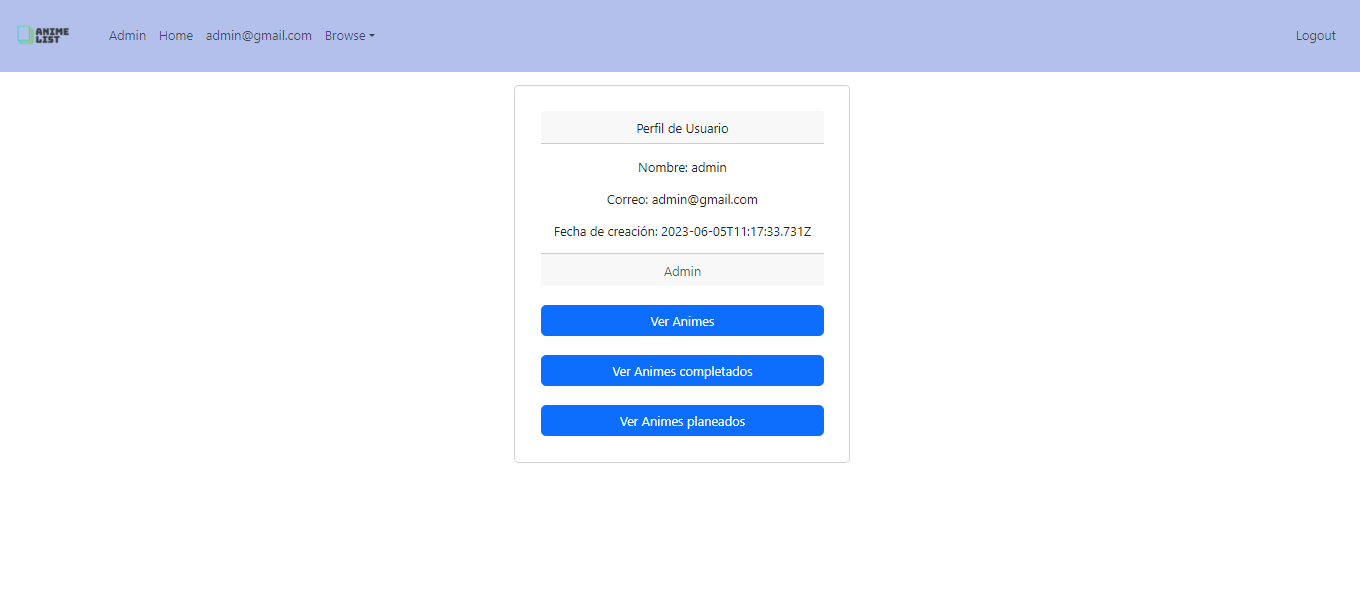 ANIME
LIST
Admin Home admin@gmail.com Browse Logout
Perfil de Usuario
Nombre: admin
Correo: admin@gmail.com
Fecha de creación: 2023-06-05T11:17:33.731Z
Admin
Ver Animes
Ver Animes completados
Ver Animes planeados